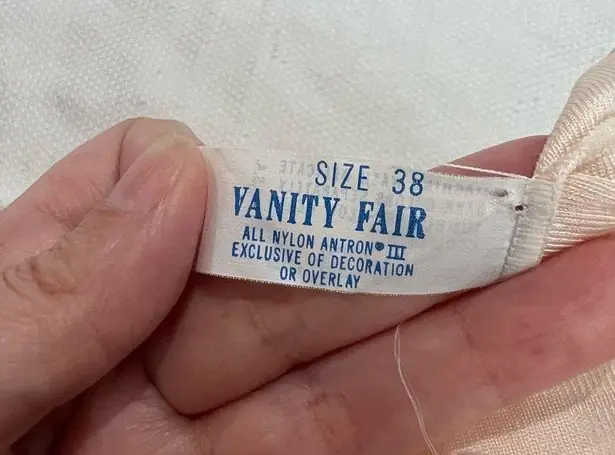 SIZE 38
VANITY FAIR
ALL NYLON ANTRON® III
EXCLUSIVE OF DECORATION
OR OVERLAY